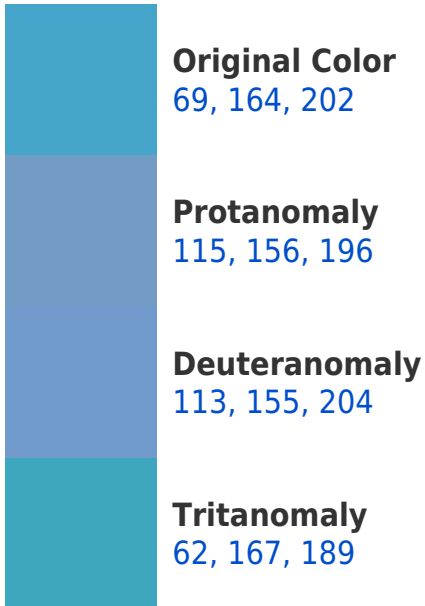 Original Color
69, 164, 202
Protanomaly
115, 156, 196
Deuteranomaly
113, 155, 204
Tritanomaly
62, 167, 189